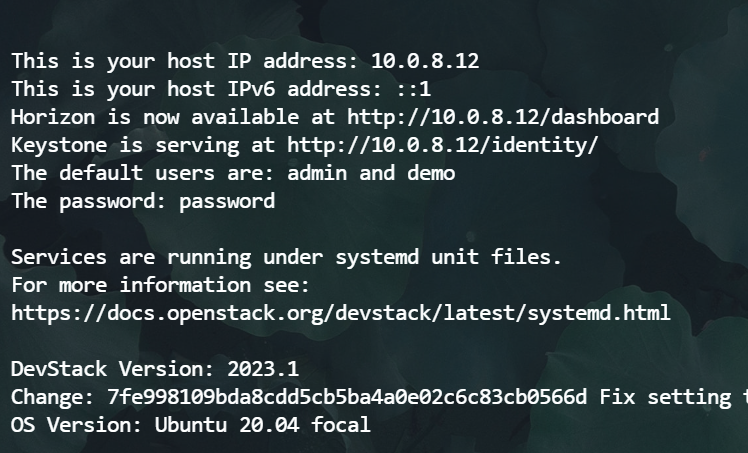 This is your host IP address: 10.0.8.12
This is your host IPv6 address: ::1
Horizon is now available at http://10.0.8.12/dashboard
Keystone is serving at http://10.0.8.12/identity/
The default users are: admin and demo
The password: password
Services are running under systemd unit files.
For more information see:
https://docs.openstack.org/devstack/latest/systemd.html
DevStack Version: 2023.1
Change: 7fe998109bda8cdd5cb5ba4a0e02c6c83cb0566d Fix setting t
OS Version: Ubuntu 20.04 focal